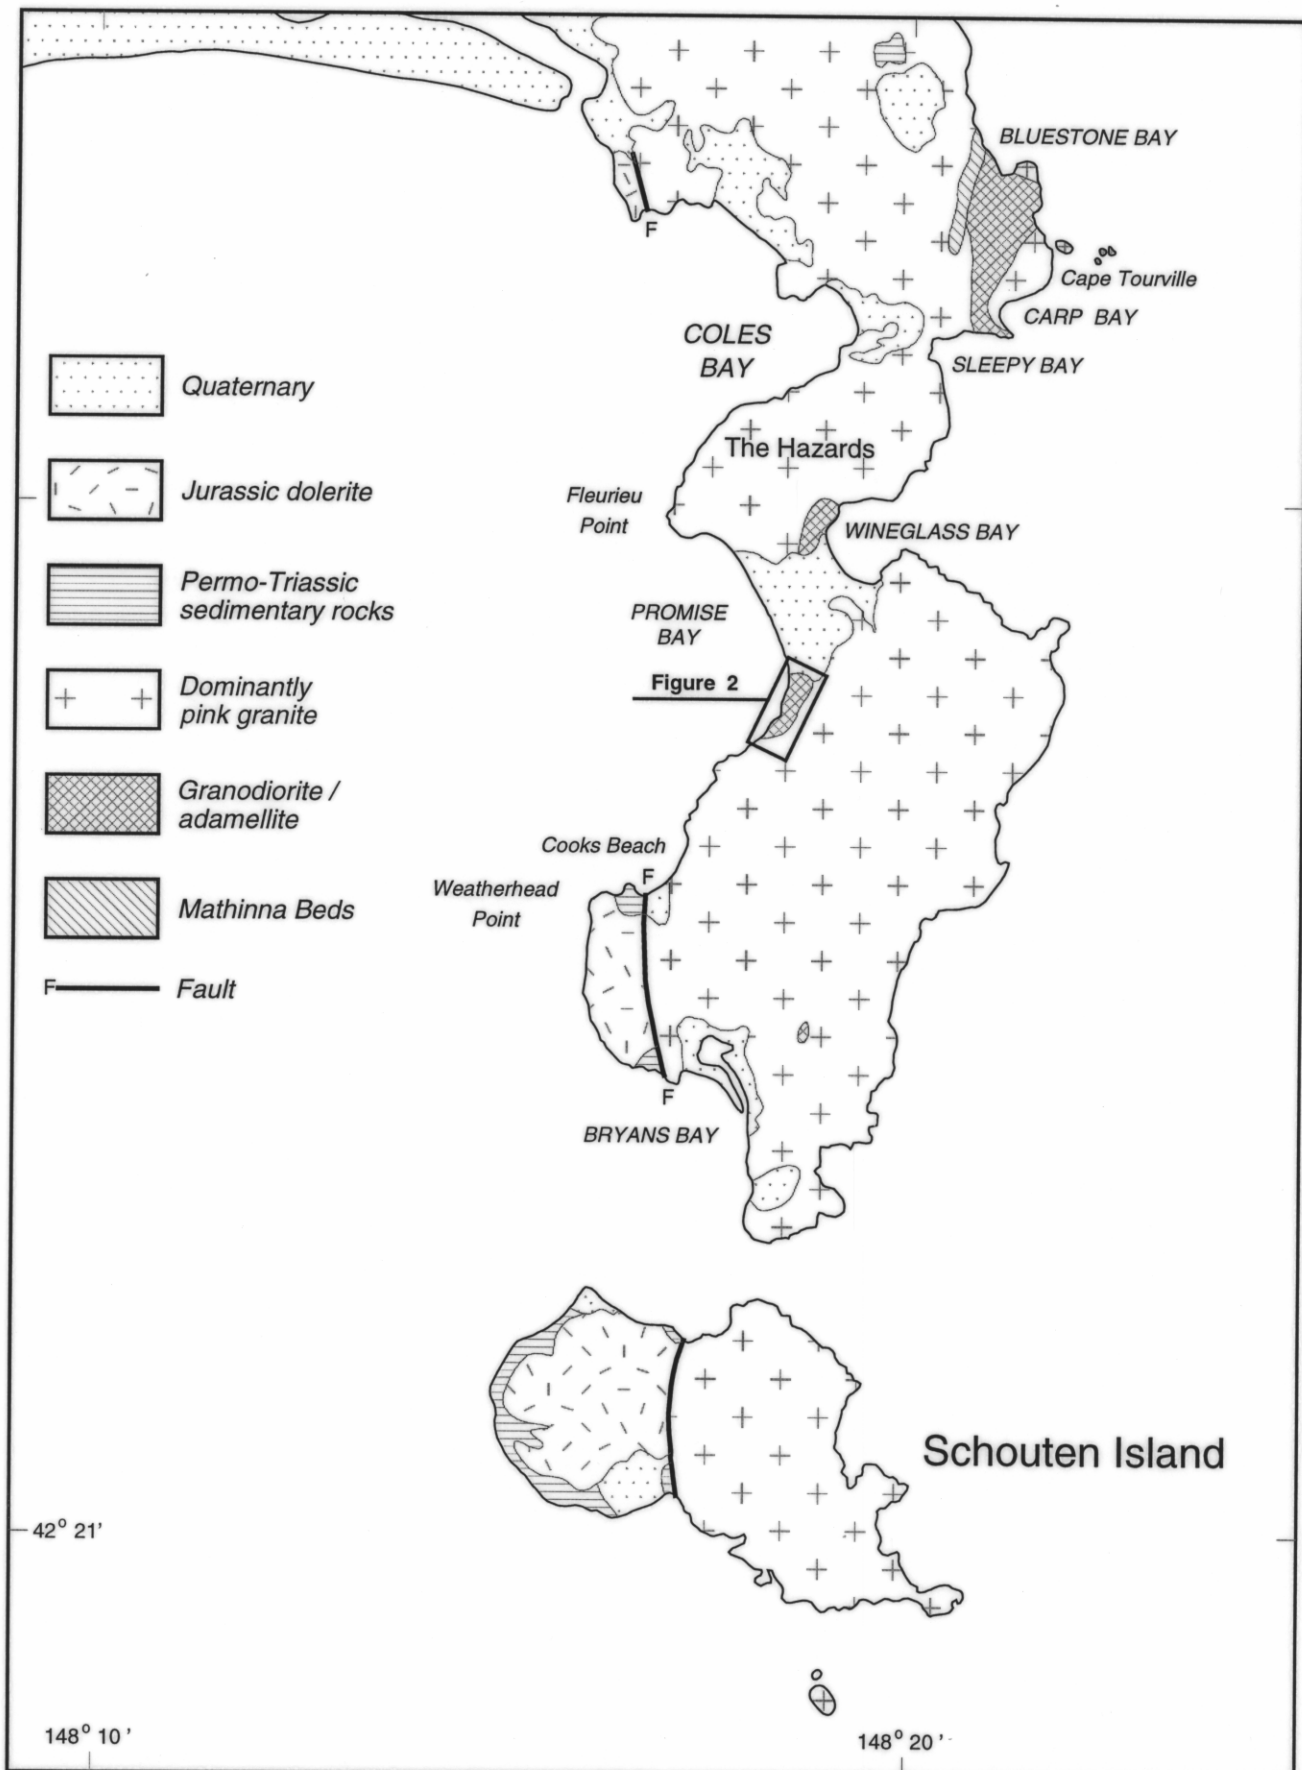 BLUESTONE BAY
F
Cape Tourville
CARP BAY
COLES
BAY
SLEEPY BAY
Quaternary
The Hazards
Jurassic dolerite
Fleurieu
Point
WINEGLASS BAY
Permo-Triassic
sedimentary rocks
PROMISE
BAY
Figure 2
Dominantly
pink granite
Granodiorite /
adamellite
Cooks Beach
F
Weatherhead
Point
Mathinna Beds
F
Fault
F
BRYANS BAY
Schouten Island
42° 21'
148° 10 '
148° 20 '